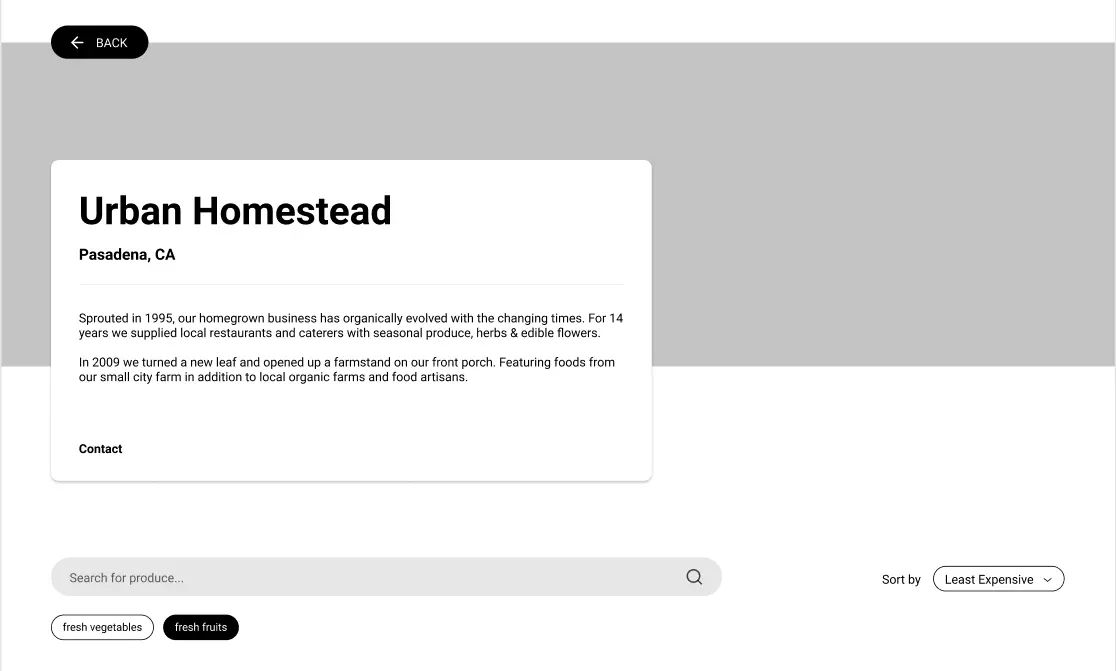 BACK
Urban Homestead
Pasadena, CA
Sprouted in 1995, our homegrown business has organically evolved with the changing times. For 14
years we supplied local restaurants and caterers with seasonal produce, herbs & edible flowers.
In 2009 we turned a new leaf and opened up a farmstand on our front porch. Featuring foods from
our small city farm in addition to local organic farms and food artisans.
Contact
Search for produce...
Sort by
Least Expensive
fresh vegetables
fresh fruits